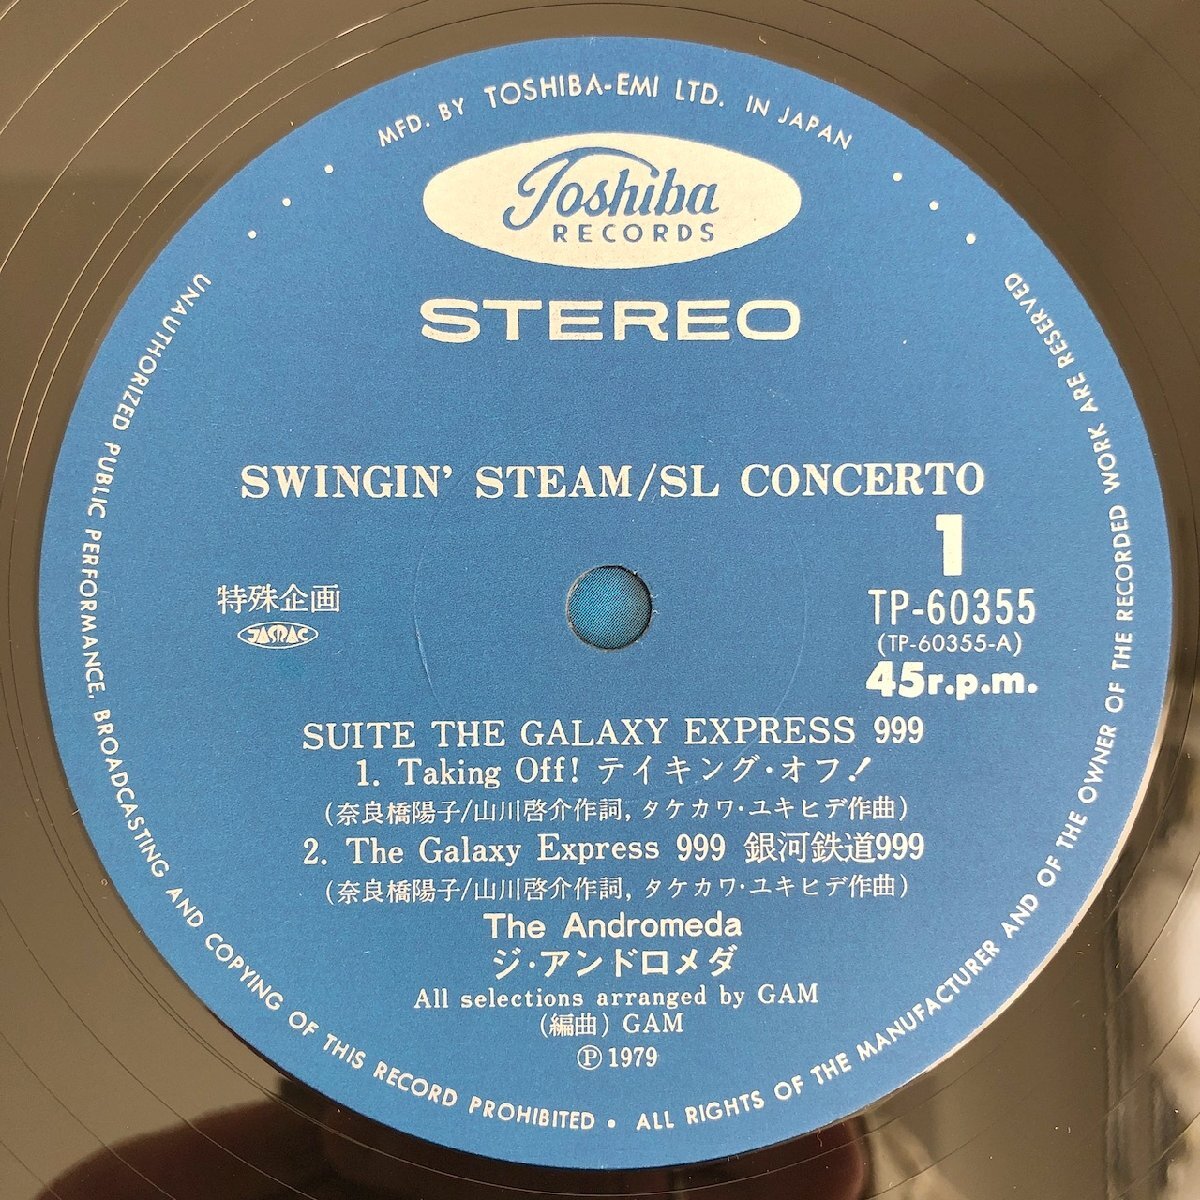 MFD. BY TOSHIBA-EMI LTD. IN JAPAN
Toshiba
RECORDS
STEREO
SWINGIN' STEAM/SL CONCERTO
1
特殊企画
JASRAC
TP-60355
(TP-60355-A)
45r.p.m.
SUITE THE GALAXY EXPRESS 999
1. Taking Off! テイキング・オフ!
(奈良橋陽子/山川啓介作詞, タケカワ・ユキヒデ作曲)
2. The Galaxy Express 999 銀河鉄道999
(奈良橋陽子/山川啓介作詞, タケカワ・ユキヒデ作曲)
The Andromeda
ジ・アンドロメダ
All selections arranged by GAM
(編曲) GAM
Ⓟ 1979
UNAUTHORIZED PUBLIC PERFORMANCE, BROADCASTING AND COPYING OF THIS RECORD PROHIBITED • ALL RIGHTS OF THE MANUFACTURER AND OF THE OWNER OF THE RECORDED WORK ARE RESERVED